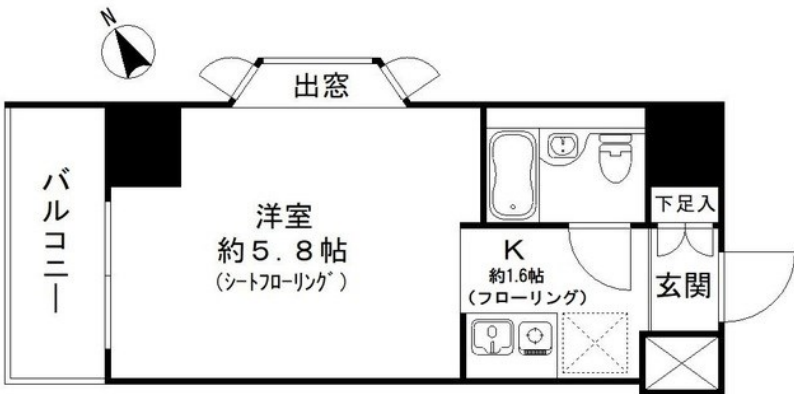 N
出窓
バルコニー
洋室
約5.8帖
(シートフローリング)
K
約1.6帖
(フローリング)
下足入
玄関